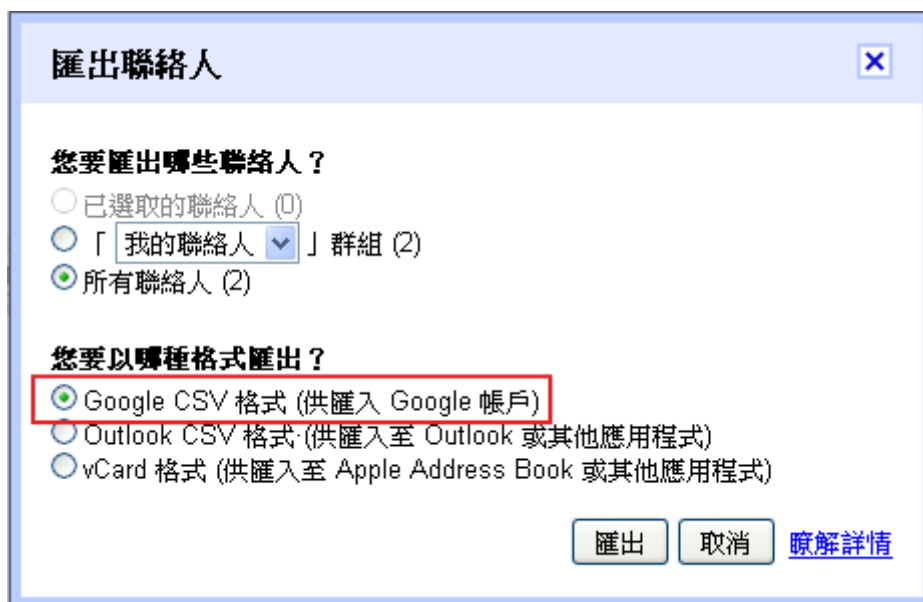 匯出聯絡人
您要匯出哪些聯絡人？
已選取的聯絡人 (0)
「 我的聯絡人 」群組 (2)
所有聯絡人 (2)
您要以哪種格式匯出？
Google CSV 格式 (供匯入 Google 帳戶)
Outlook CSV 格式 (供匯入至 Outlook 或其他應用程式)
vCard 格式 (供匯入至 Apple Address Book 或其他應用程式)
匯出 取消 瞭解詳情